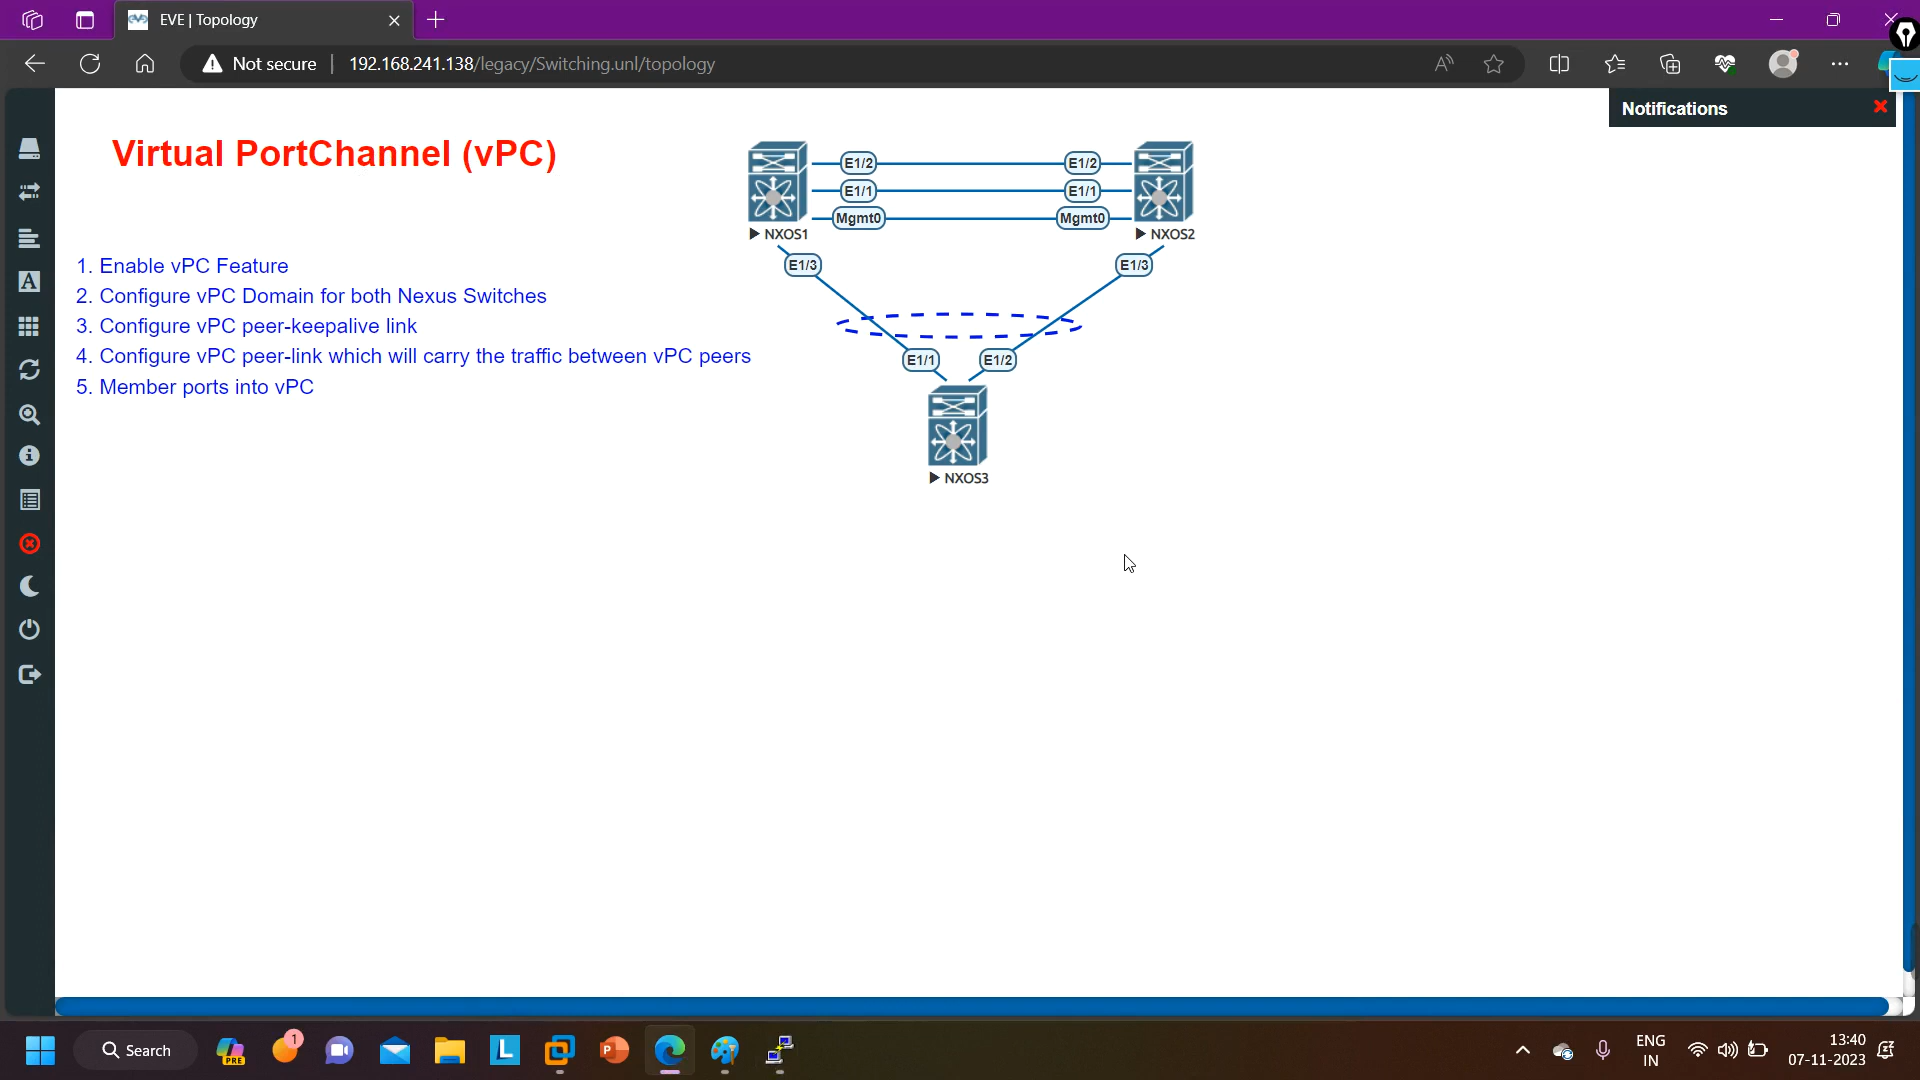 EVE | Topology
Not secure
192.168.241.138/legacy/Switching.unl/topology
Notifications
Virtual PortChannel (vPC)
1. Enable vPC Feature
2. Configure vPC Domain for both Nexus Switches
3. Configure vPC peer-keepalive link
4. Configure vPC peer-link which will carry the traffic between vPC peers
5. Member ports into vPC
E1/2 E1/2
E1/1 E1/1
Mgmt0 Mgmt0
NXOS1 NXOS2
E1/3 E1/3
E1/1 E1/2
NXOS3
Search
PRE
1
L
P
ENG
IN
13:40
07-11-2023